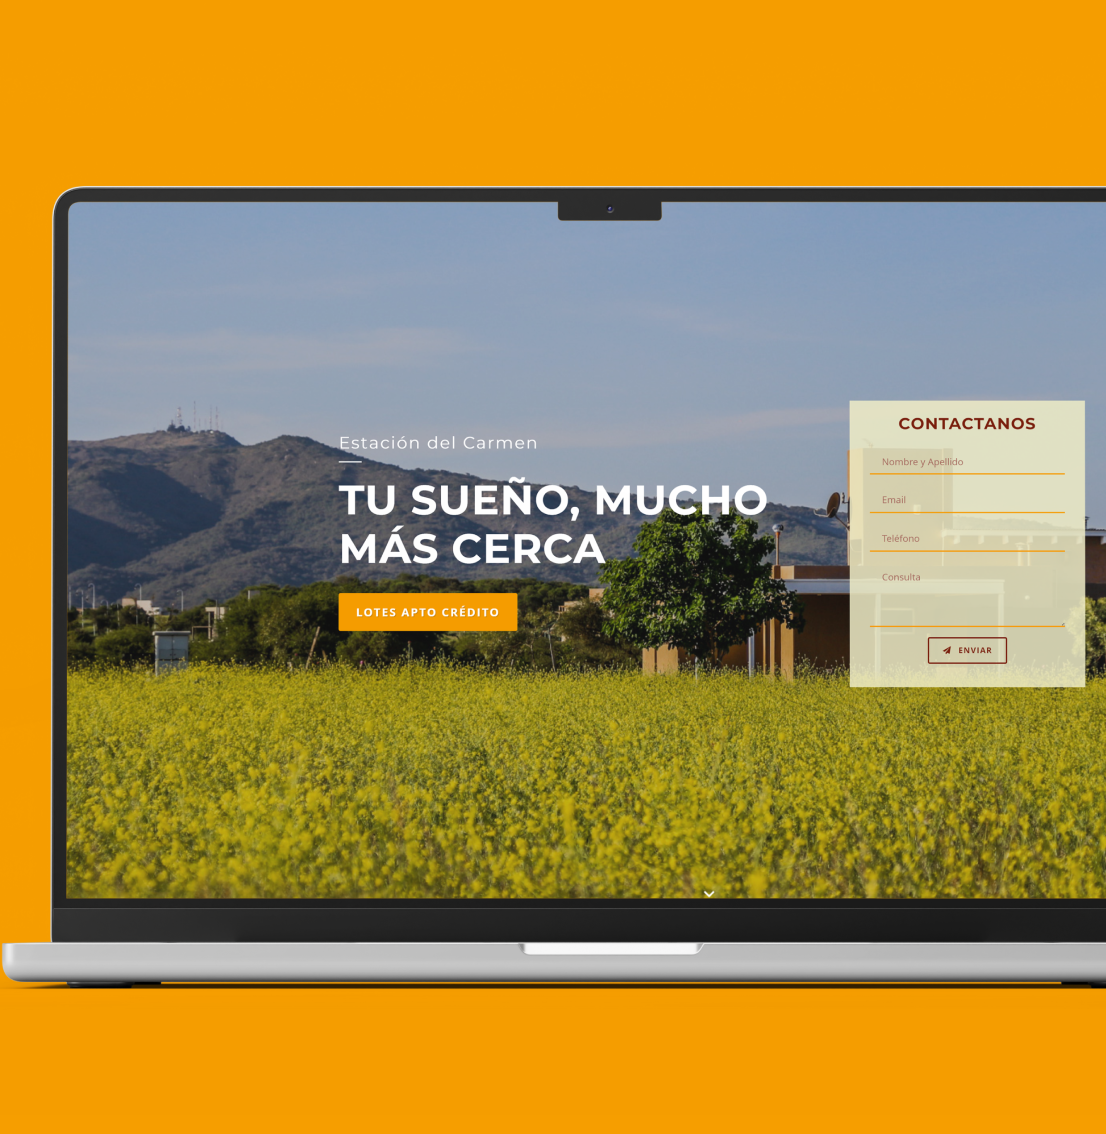 Estación del Carmen
TU SUEÑO, MUCHO
MÁS CERCA
LOTES APTO CRÉDITO
CONTACTANOS
Nombre y Apellido
Email
Teléfono
Consulta
ENVIAR